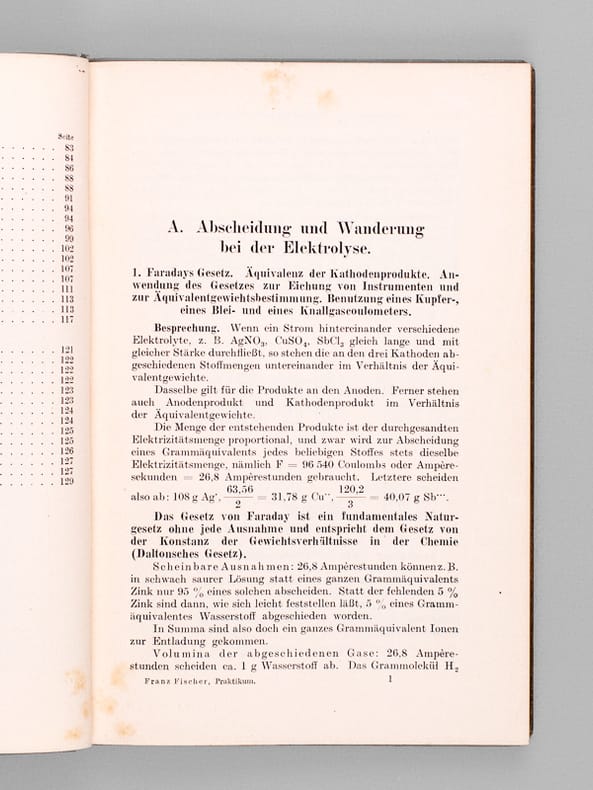 Seite
. . . . . . 83
. . . . . . 84
. . . . . . 86
. . . . . . 88
. . . . . . 88
. . . . . . 91
. . . . . . 94
. . . . . . 94
. . . . . . 96
. . . . . . 99
. . . . . . 102
. . . . . . 102
. . . . . . 107
. . . . . . 107
. . . . . . 111
. . . . . . 113
. . . . . . 113
. . . . . . 117
. . . . . . 121
. . . . . . 122
. . . . . . 122
. . . . . . 122
. . . . . . 123
. . . . . . 123
. . . . . . 124
. . . . . . 124
. . . . . . 125
. . . . . . 125
. . . . . . 126
. . . . . . 127
. . . . . . 127
. . . . . . 129
A. Abscheidung und Wanderung
bei der Elektrolyse.
1. Faradays Gesetz. Äquivalenz der Kathodenprodukte. An-
wendung des Gesetzes zur Eichung von Instrumenten und
zur Äquivalentgewichtsbestimmung. Benutzung eines Kupfer-,
eines Blei- und eines Knallgascoulometers.
Besprechung. Wenn ein Strom hintereinander verschiedene
Elektrolyte, z. B. AgNO₃, CuSO₄, SbCl₃ gleich lange und mit
gleicher Stärke durchfließt, so stehen die an den drei Kathoden ab-
geschiedenen Stoffmengen untereinander im Verhältnis der Äqui-
valentgewichte.
Dasselbe gilt für die Produkte an den Anoden. Ferner stehen
auch Anodenprodukt und Kathodenprodukt im Verhältnis
der Äquivalentgewichte.
Die Menge der entstehenden Produkte ist der durchgesandten
Elektrizitätsmenge proportional, und zwar wird zur Abscheidung
eines Grammäquivalents jedes beliebigen Stoffes stets dieselbe
Elektrizitätsmenge, nämlich F = 96 540 Coulombs oder Ampère-
sekunden = 26,8 Ampérestunden gebraucht. Letztere scheiden
also ab: 108 g Ag˙, 63,56/2 = 31,78 g Cu˙˙, 120,2/3 = 40,07 g Sb˙˙˙.
Das Gesetz von Faraday ist ein fundamentales Natur-
gesetz ohne jede Ausnahme und entspricht dem Gesetz von
der Konstanz der Gewichtsverhältnisse in der Chemie
(Daltonsches Gesetz).
Scheinbare Ausnahmen: 26,8 Ampérestunden können z. B.
in schwach saurer Lösung statt eines ganzen Grammäquivalents
Zink nur 95 % eines solchen abscheiden. Statt der fehlenden 5 %
Zink sind dann, wie sich leicht feststellen läßt, 5 % eines Gramm-
äquivalentes Wasserstoff abgeschieden worden.
In Summa sind also doch ein ganzes Grammäquivalent Ionen
zur Entladung gekommen.
Volumina der abgeschiedenen Gase: 26,8 Ampère-
stunden scheiden ca. 1 g Wasserstoff ab. Das Grammolekül H₂
Franz Fischer, Praktikum. 1